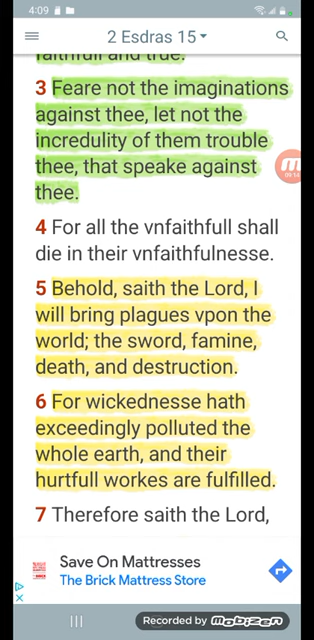 4:09
2 Esdras 15
faithfull and true.
3 Feare not the imaginations
against thee, let not the
incredulity of them trouble
thee, that speake against
thee.
4 For all the vnfaithfull shall
die in their vnfaithfulnesse.
5 Behold, saith the Lord, I
will bring plagues vpon the
world; the sword, famine,
death, and destruction.
6 For wickednesse hath
exceedingly polluted the
whole earth, and their
hurtfull workes are fulfilled.
7 Therefore saith the Lord,
Save On Mattresses
The Brick Mattress Store
Recorded by Mobizen